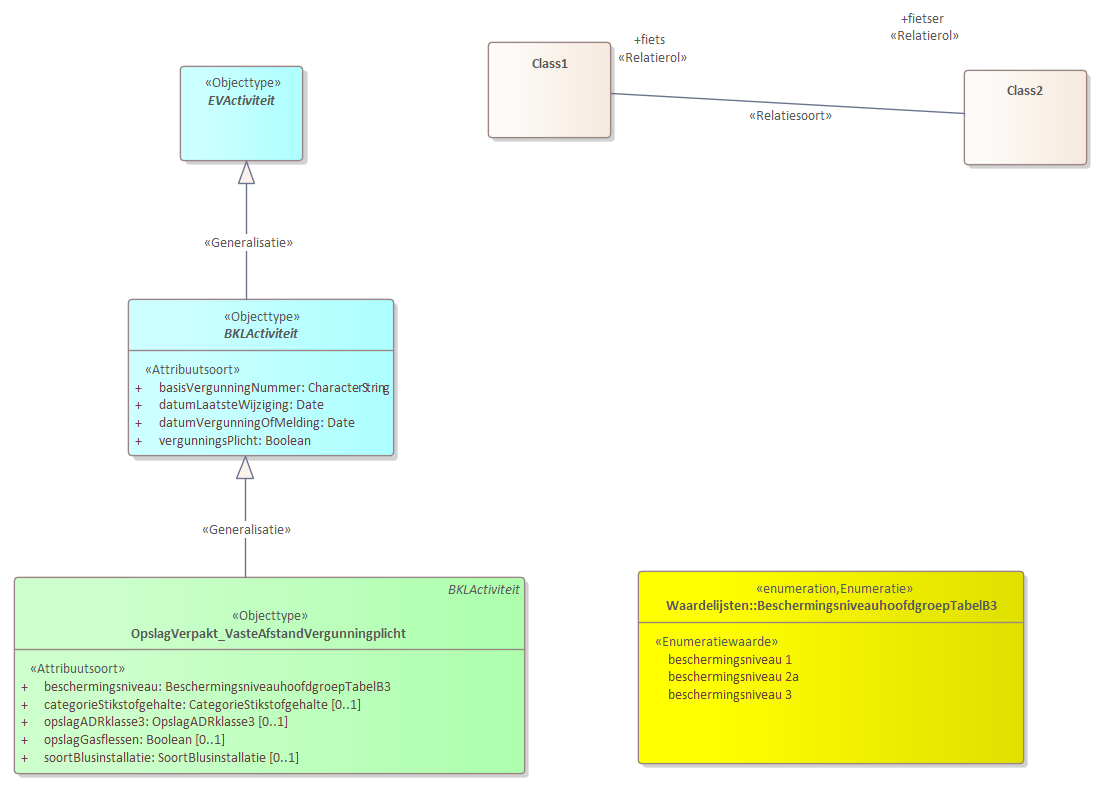 +fietser
«Relatierol»
+fiets
«Relatierol»
Class1
Class2
«Relatiesoort»
«Objecttype»
EVActiviteit
«Generalisatie»
«Objecttype»
BKLActiviteit
«Attribuutsoort»
+ basisVergunningNummer: CharacterString
+ datumLaatsteWijziging: Date
+ datumVergunningOfMelding: Date
+ vergunningsPlicht: Boolean
«Generalisatie»
BKLActiviteit
«Objecttype»
OpslagVerpakt_VasteAfstandVergunningplicht
«Attribuutsoort»
+ beschermingsniveau: BeschermingsniveauhoofdgroepTabelB3
+ categorieStikstofgehalte: CategorieStikstofgehalte [0..1]
+ opslagADRklasse3: OpslagADRklasse3 [0..1]
+ opslagGasflessen: Boolean [0..1]
+ soortBlusinstallatie: SoortBlusinstallatie [0..1]
«enumeration,Enumeratie»
Waardelijsten::BeschermingsniveauhoofdgroepTabelB3
«Enumeratiewaarde»
beschermingsniveau 1
beschermingsniveau 2a
beschermingsniveau 3